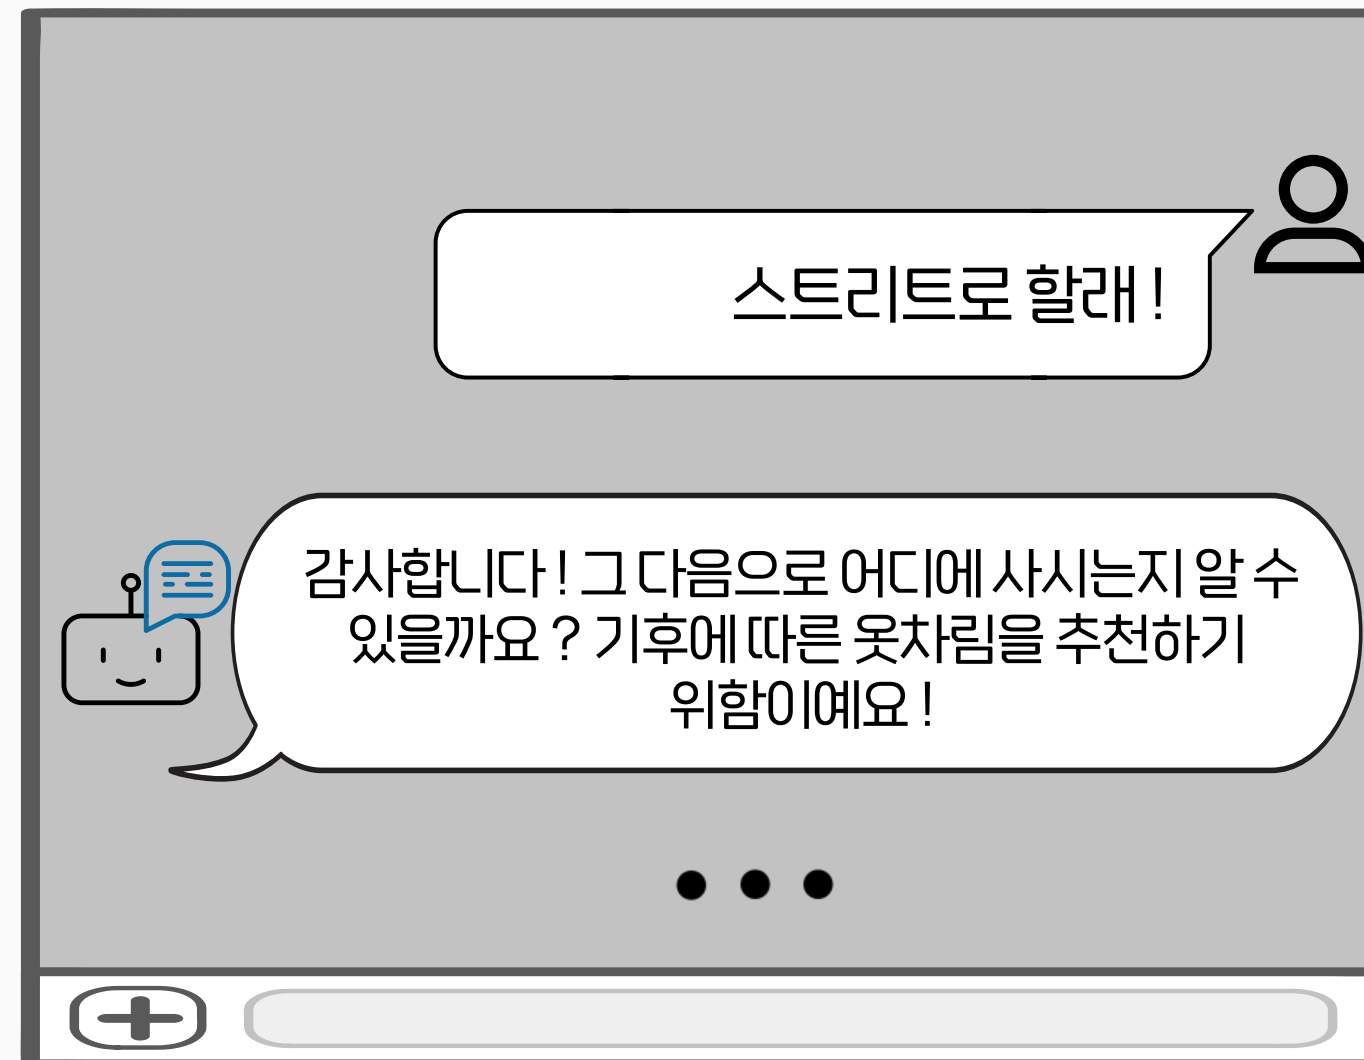 스트리트로 할래 !
감사합니다 ! 그 다음으로 어디에 사시는지 알 수
있을까요 ? 기후에 따른 옷차림을 추천하기
위함이예요 !